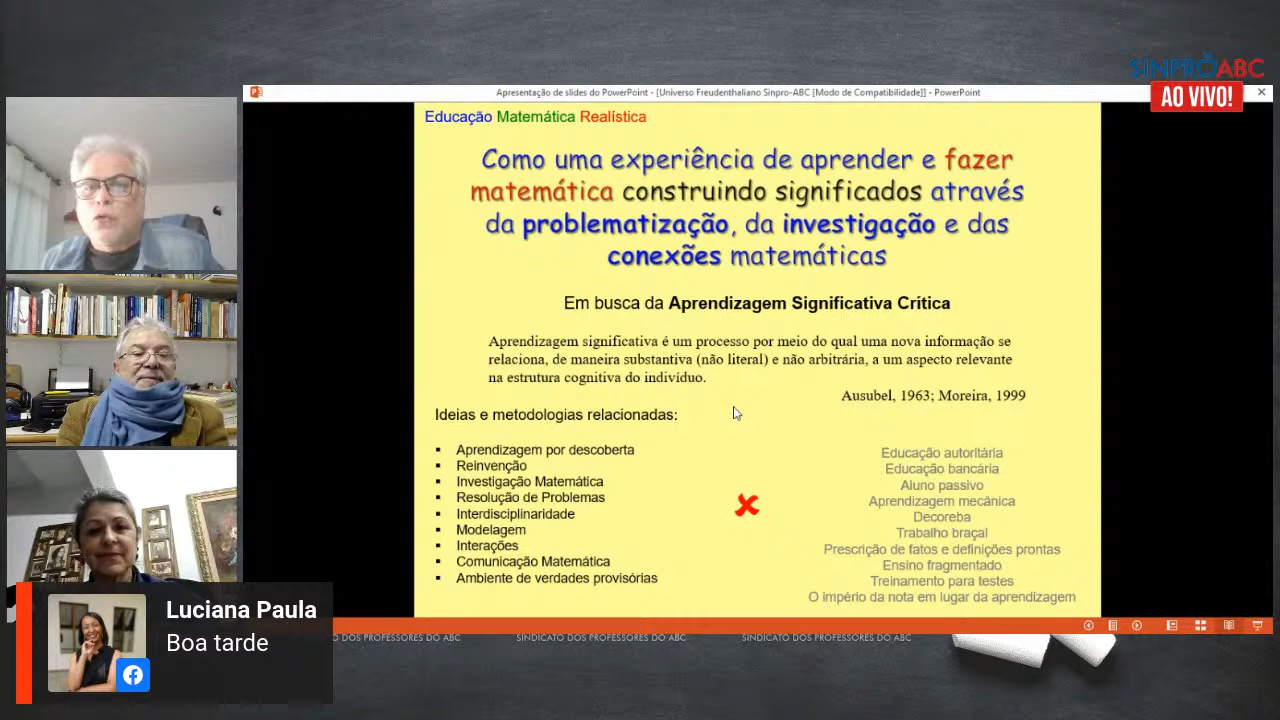 SINPROABC
AO VIVO!
Apresentação de slides do PowerPoint - [Universo Freudenthaliano Sinpro-ABC [Modo de Compatibilidade]] - PowerPoint
Educação Matemática Realística
Como uma experiência de aprender e fazer
matemática construindo significados através
da problematização, da investigação e das
conexões matemáticas
Em busca da Aprendizagem Significativa Crítica
Aprendizagem significativa é um processo por meio do qual uma nova informação se
relaciona, de maneira substantiva (não literal) e não arbitrária, a um aspecto relevante
na estrutura cognitiva do indivíduo.
Ausubel, 1963; Moreira, 1999
Ideias e metodologias relacionadas:
▪ Aprendizagem por descoberta
▪ Reinvenção
▪ Investigação Matemática
▪ Resolução de Problemas
▪ Interdisciplinaridade
▪ Modelagem
▪ Interações
▪ Comunicação Matemática
▪ Ambiente de verdades provisórias
Educação autoritária
Educação bancária
Aluno passivo
Aprendizagem mecânica
Decoreba
Trabalho braçal
Prescrição de fatos e definições prontas
Ensino fragmentado
Treinamento para testes
O império da nota em lugar da aprendizagem
Luciana Paula
Boa tarde
O DOS PROFESSORES DO ABC
SINDICATO DOS PROFESSORES DO ABC
SINDICATO DOS PROFESSORES DO ABC